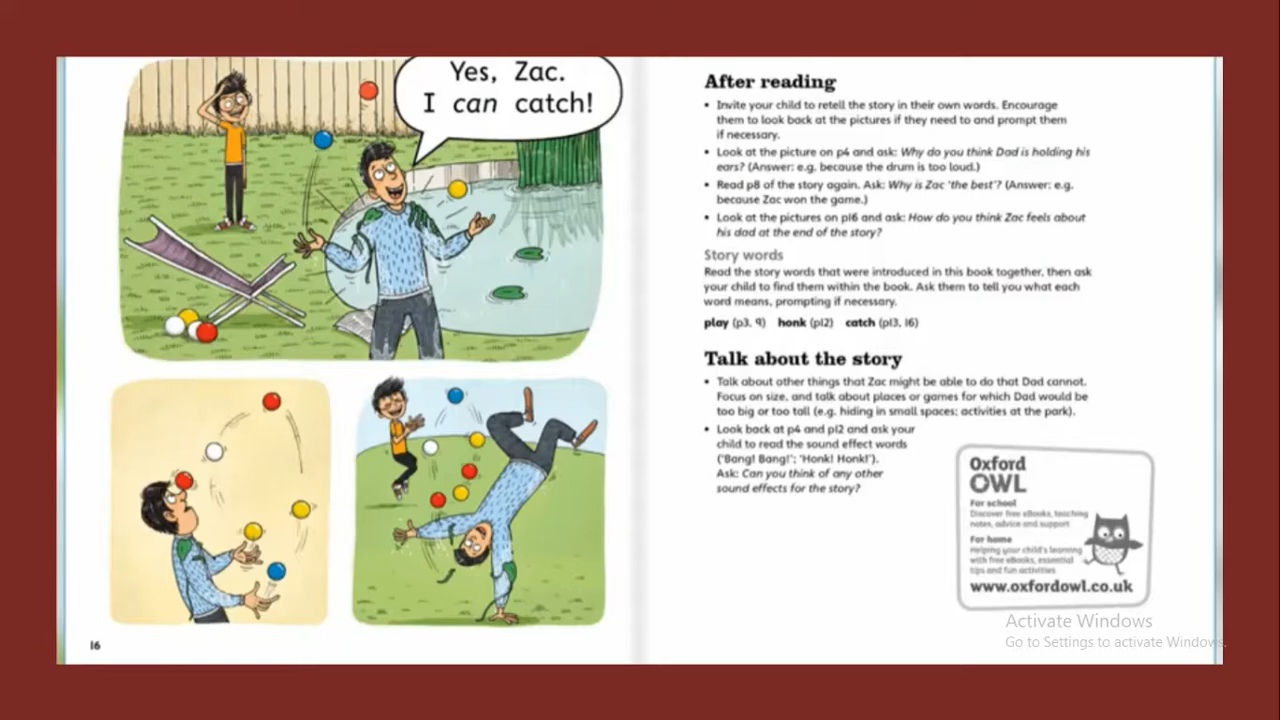 Yes, Zac.
I can catch!
16
After reading
• Invite your child to retell the story in their own words. Encourage
them to look back at the pictures if they need to and prompt them
if necessary.
• Look at the picture on p4 and ask: Why do you think Dad is holding his
ears? (Answer: e.g. because the drum is too loud.)
• Read p8 of the story again. Ask: Why is Zac 'the best'? (Answer: e.g.
because Zac won the game.)
• Look at the pictures on p16 and ask: How do you think Zac feels about
his dad at the end of the story?
Story words
Read the story words that were introduced in this book together, then ask
your child to find them within the book. Ask them to tell you what each
word means, prompting if necessary.
play (p3, 9) honk (p12) catch (p13, 16)
Talk about the story
• Talk about other things that Zac might be able to do that Dad cannot.
Focus on size, and talk about places or games for which Dad would be
too big or too tall (e.g. hiding in small spaces; activities at the park).
• Look back at p4 and p12 and ask your
child to read the sound effect words
('Bang! Bang!'; 'Honk! Honk!').
Ask: Can you think of any other
sound effects for the story?
Oxford
OWL
For school
Discover free eBooks, teaching
notes, advice and support
For home
Helping your child's learning
with free eBooks, essential
tips and fun activities
www.oxfordowl.co.uk
Activate Windows
Go to Settings to activate Windows.